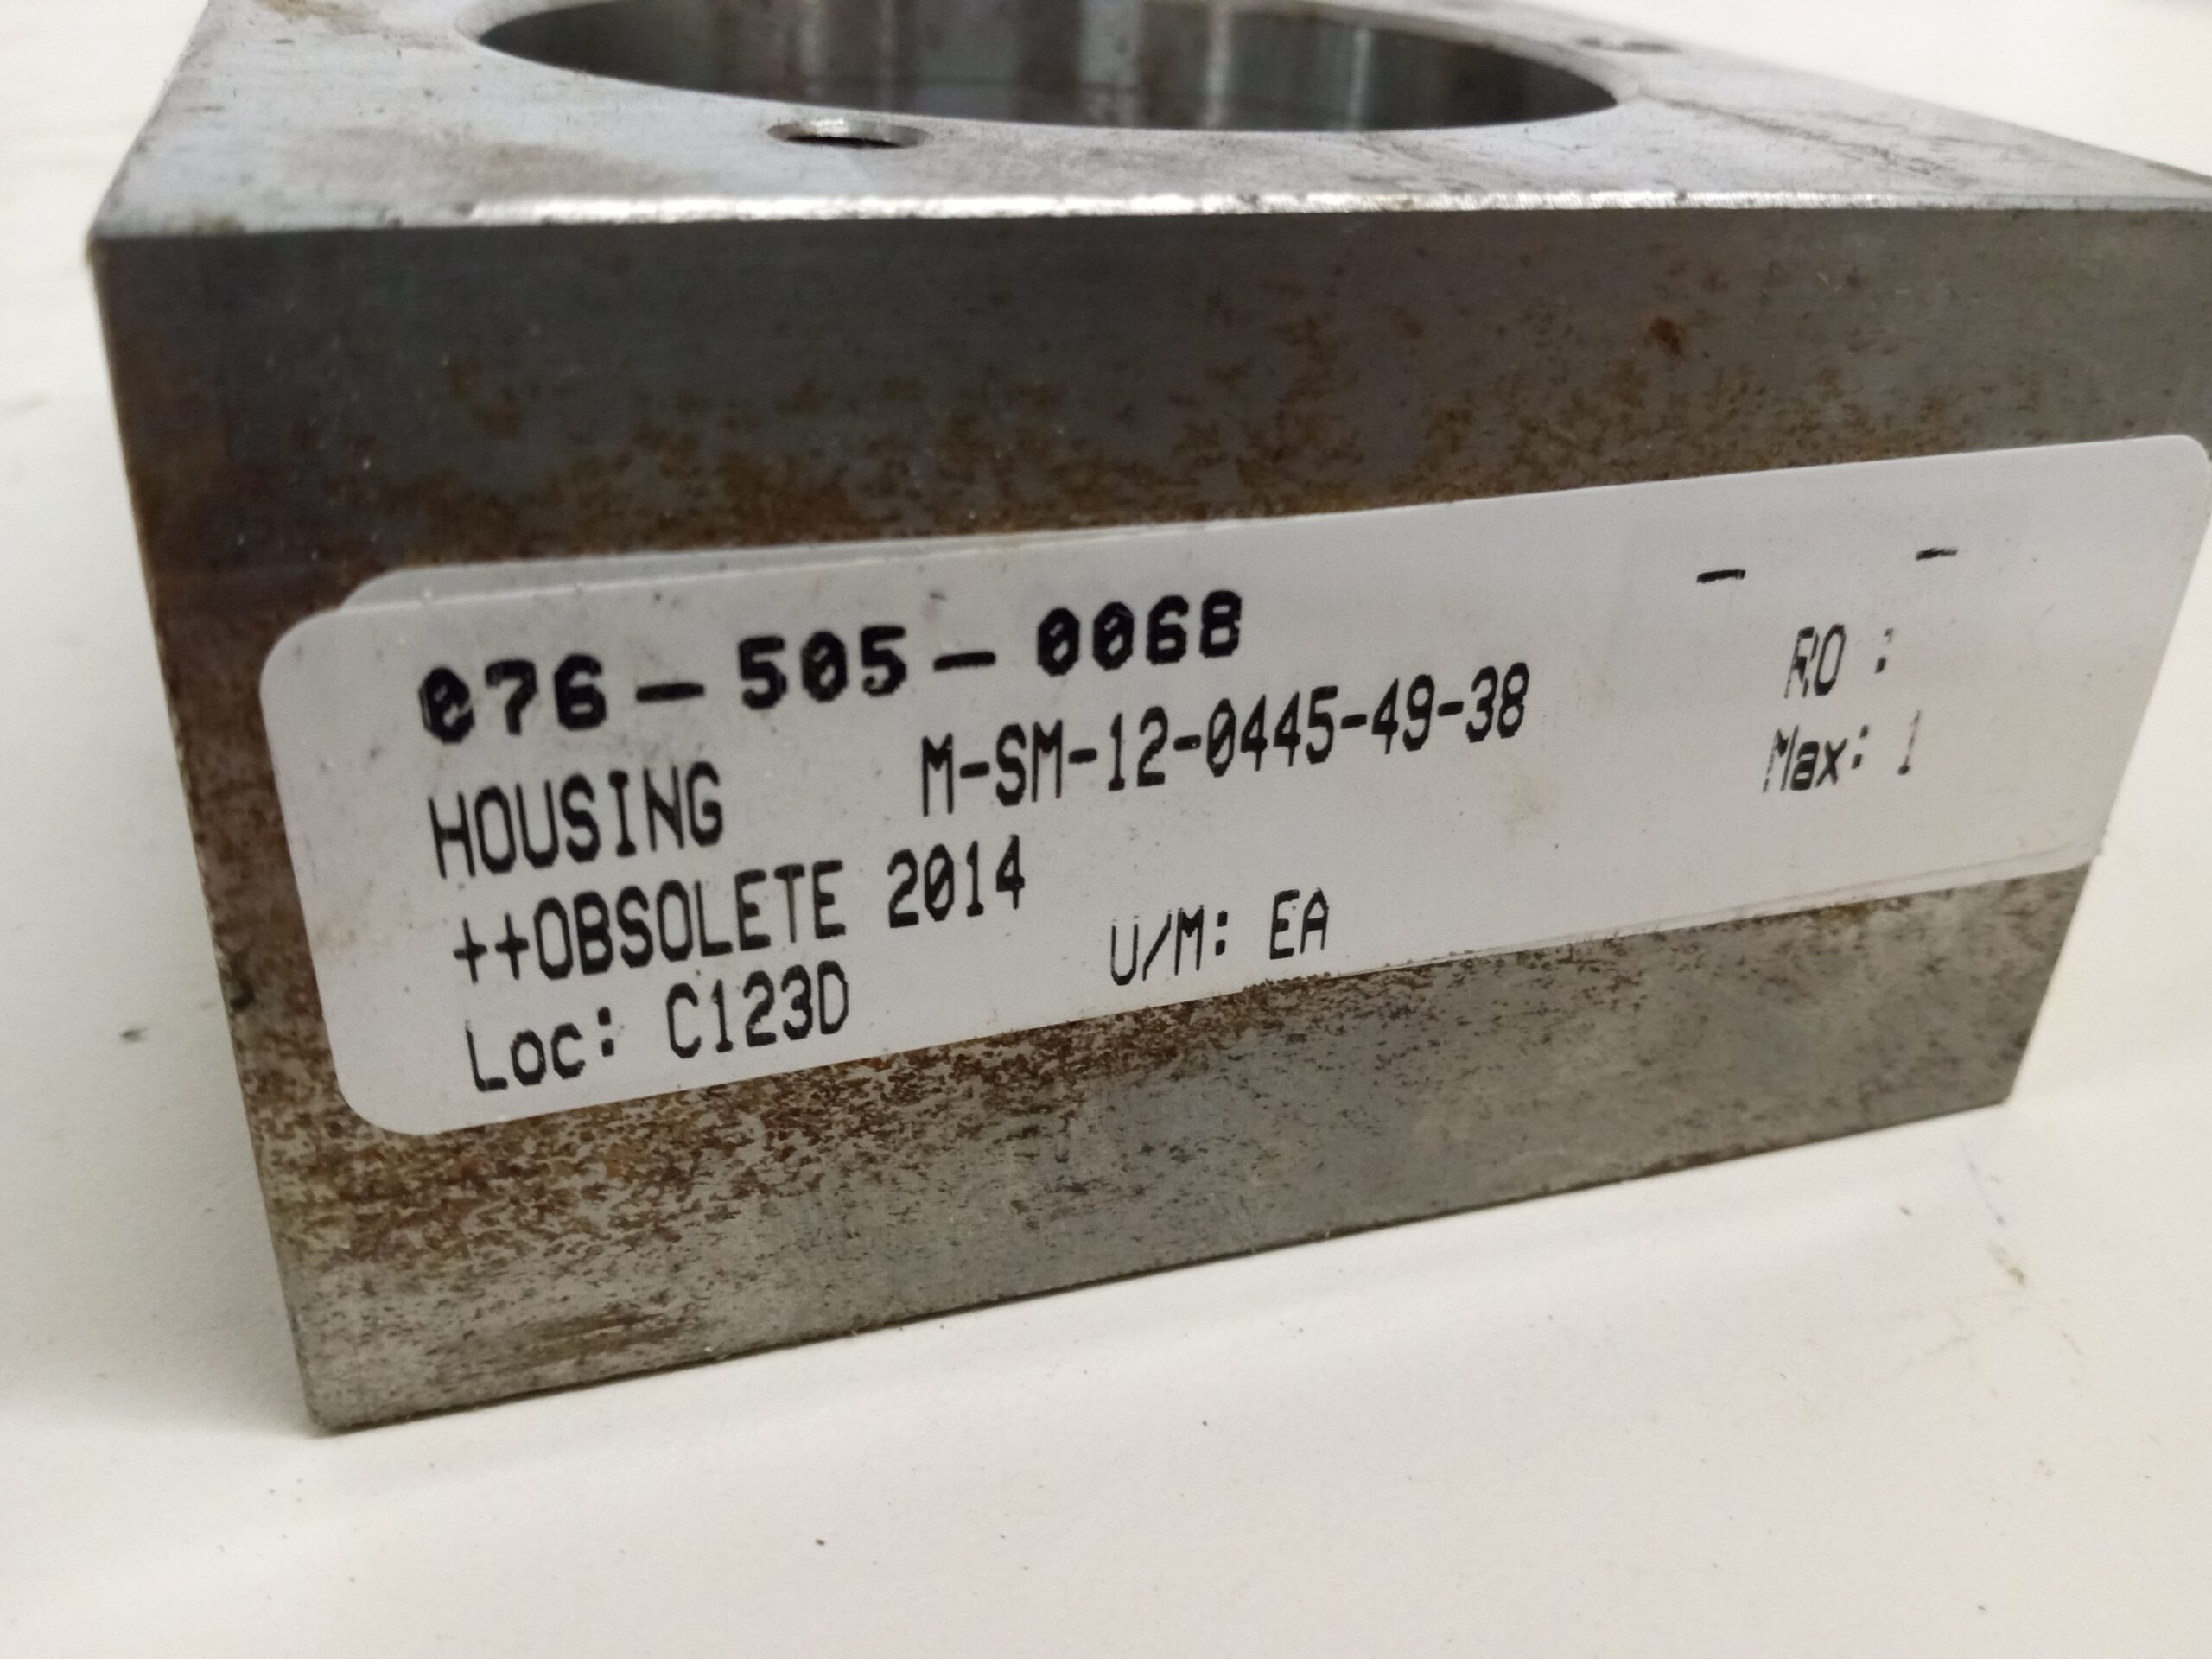 076-505-0068 - -
HOUSING M-SM-12-0445-49-38 RO :
++OBSOLETE 2014 Max: 1
Loc: C123D U/M: EA